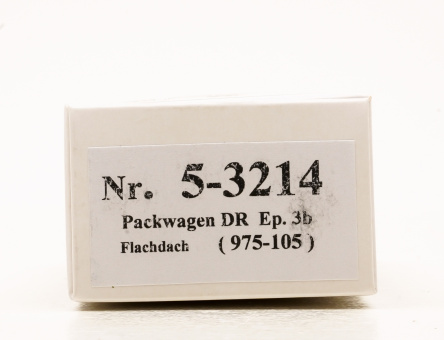 Nr. 5-3214
Packwagen DR Ep. 3b
Flachdach (975-105)